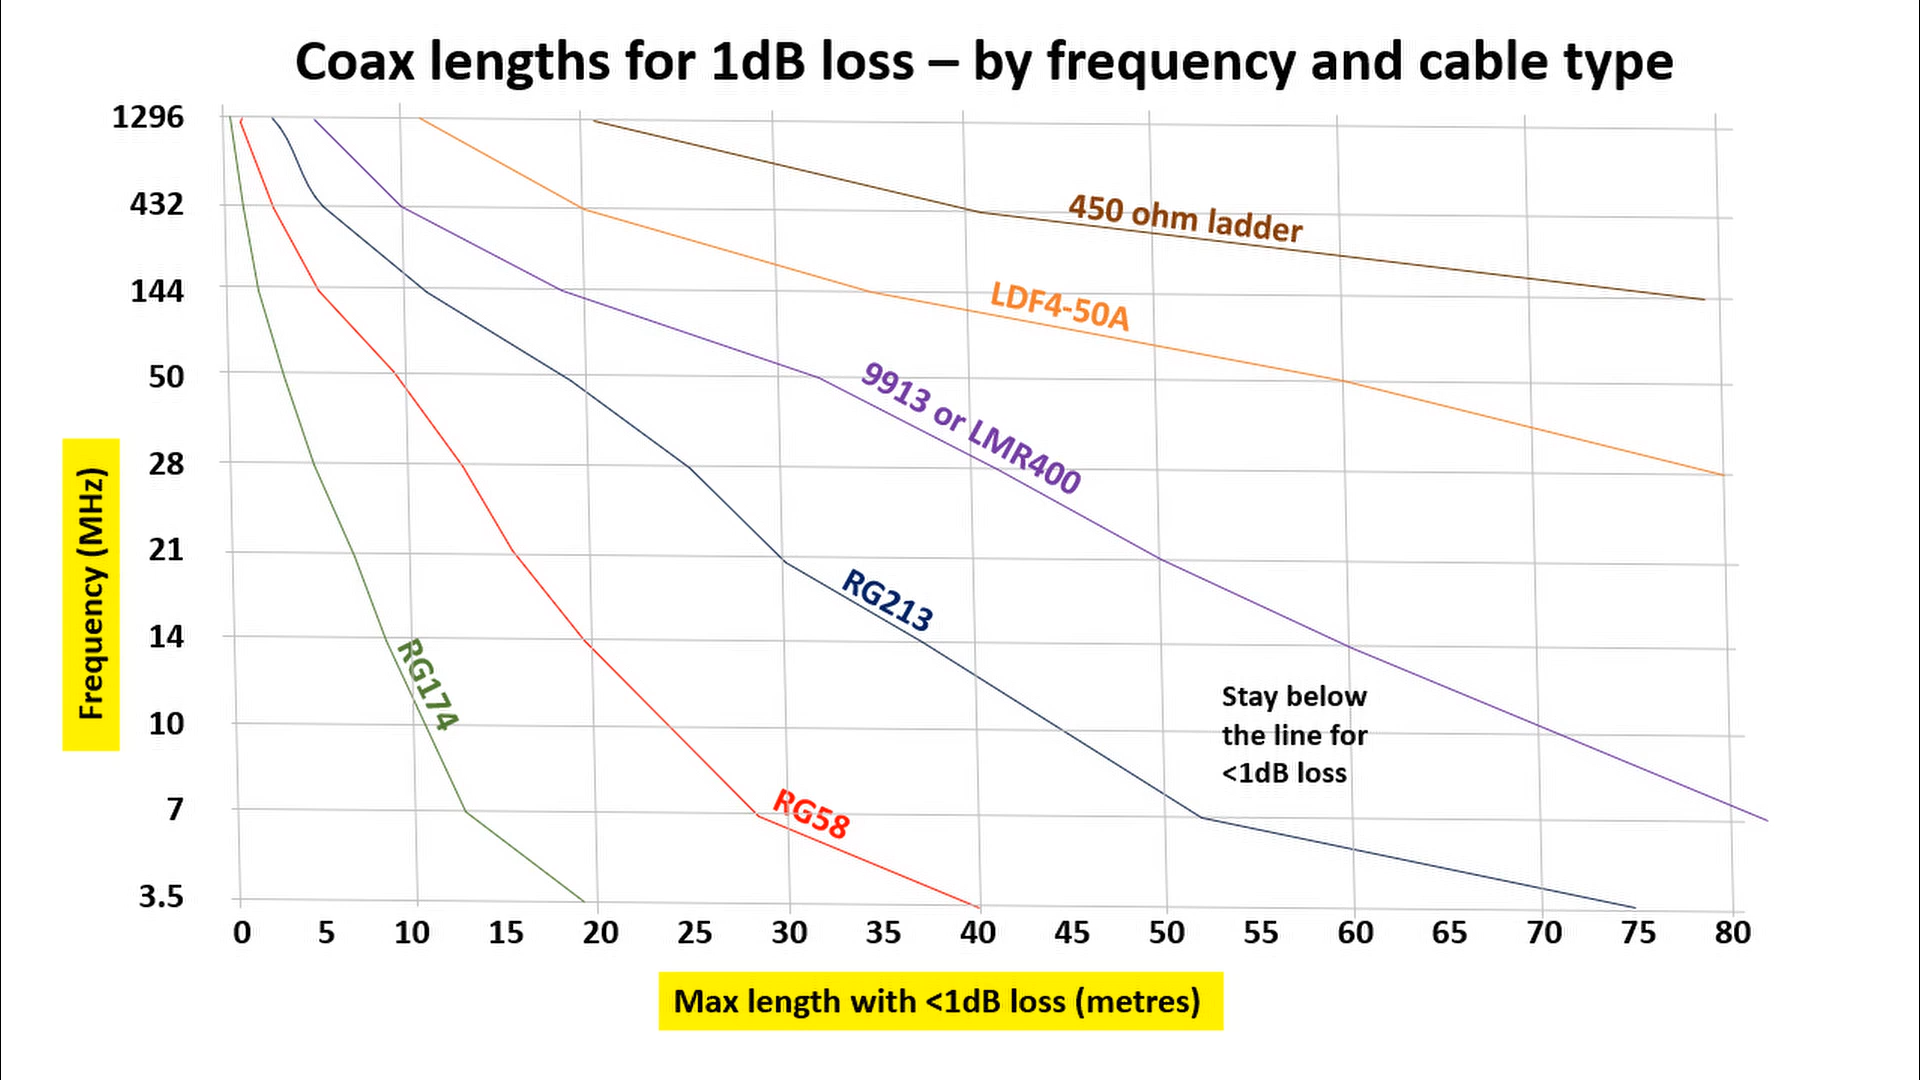 Coax lengths for 1dB loss – by frequency and cable type
1296
432
144
50
28
21
14
10
7
3.5
Frequency (MHz)
450 ohm ladder
LDF4-50A
9913 or LMR400
RG213
RG174
RG58
Stay below
the line for
<1dB loss
0 5 10 15 20 25 30 35 40 45 50 55 60 65 70 75 80
Max length with <1dB loss (metres)